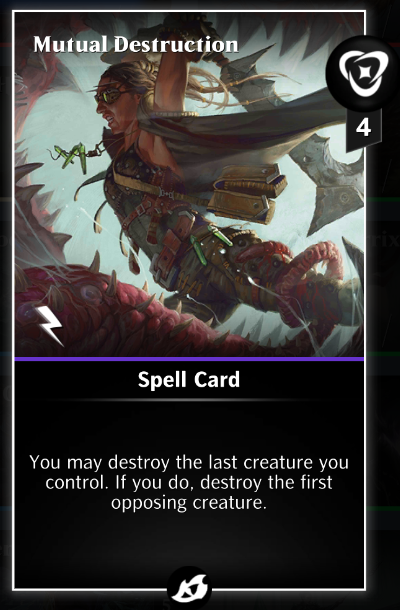 Mutual Destruction
4
Spell Card
You may destroy the last creature you
control. If you do, destroy the first
opposing creature.